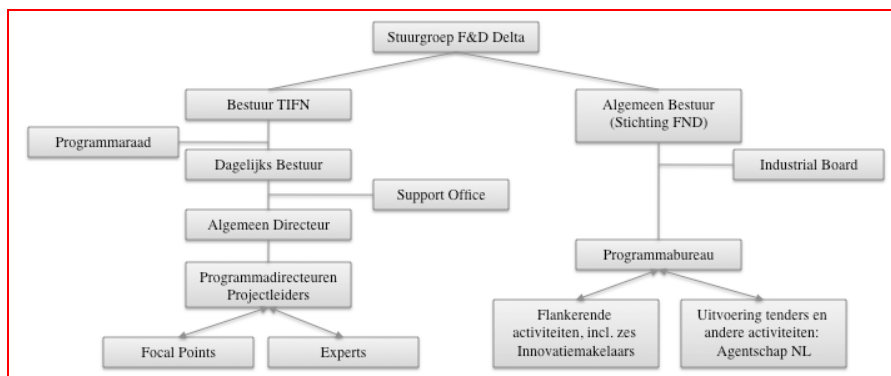 Stuurgroep F&D Delta
Bestuur TIFN
Algemeen Bestuur
(Stichting FND)
Programmaraad
Dagelijks Bestuur
Industrial Board
Support Office
Algemeen Directeur
Programmabureau
Programmadirecteuren
Projectleiders
Flankerende
activiteiten, incl. zes
Innovatiemakelaars
Uitvoering tenders en
andere activiteiten:
Agentschap NL
Focal Points
Experts